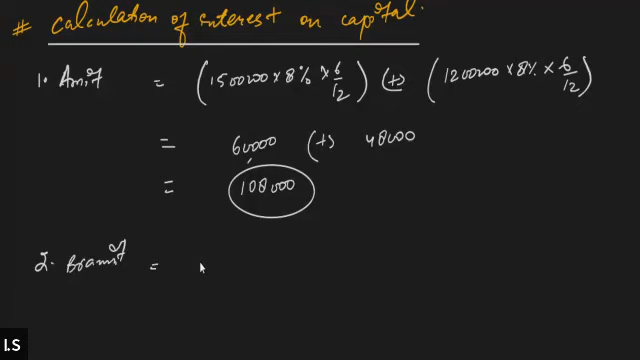 # Calculation of interest on capital.
1. Amit = (1500000 × 8% × 6/12) (+) (1200000 × 8% × 6/12)
= 60000 (+) 48000
= 108000
2. =
I.S